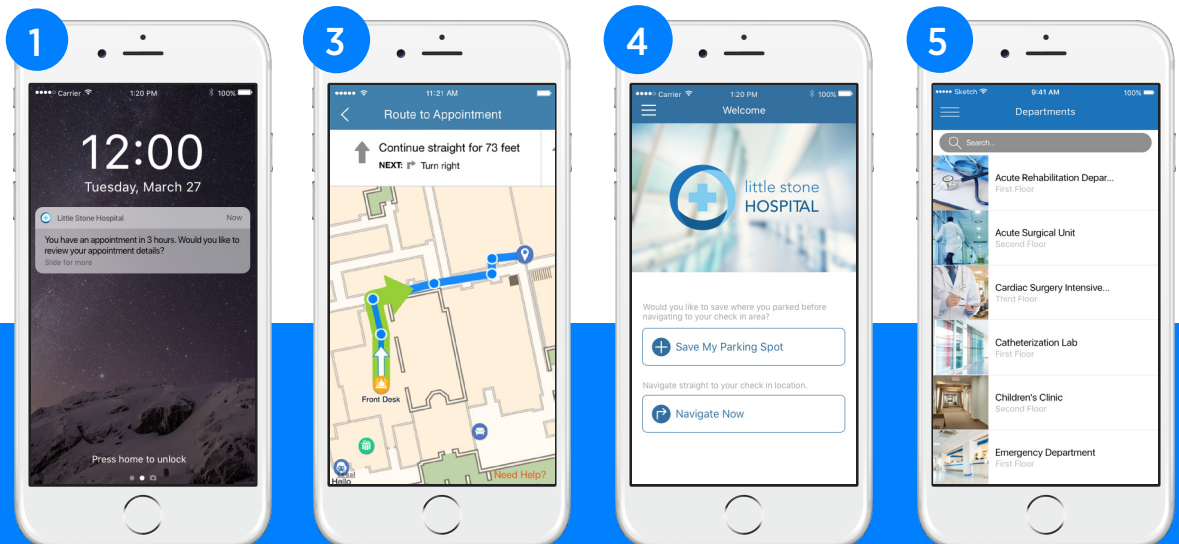 1
Carrier 1:20 PM 100%
12:00
Tuesday, March 27
Little Stone Hospital Now
You have an appointment in 3 hours. Would you like to
review your appointment details?
Slide for more
Press home to unlock
3
11:21 AM
Route to Appointment
Continue straight for 73 feet
NEXT: Turn right
Front Desk
Hello
Need Help?
4
Carrier 1:20 PM 100%
Welcome
little stone
HOSPITAL
Would you like to save where you parked before
navigating to your check in area?
Save My Parking Spot
Navigate straight to your check in location.
Navigate Now
5
Sketch 9:41 AM 100%
Departments
Search..
Acute Rehabilitation Depar...
First Floor
Acute Surgical Unit
Second Floor
Cardiac Surgery Intensive...
Third Floor
Catheterization Lab
First Floor
Children's Clinic
Second Floor
Emergency Department
First Floor